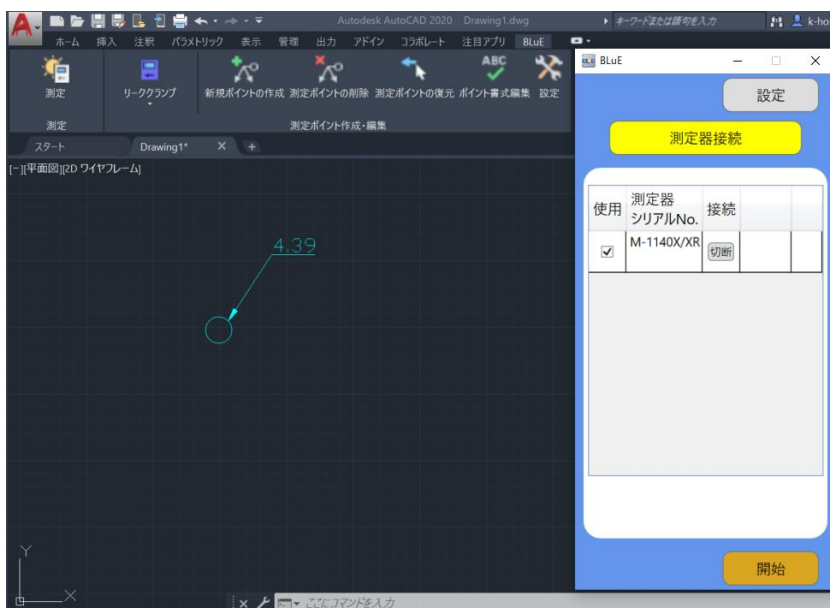 Autodesk AutoCAD 2020 Drawing1.dwg
キーワードまたは語句を入力
k-ho
ホーム 挿入 注釈 パラメトリック 表示 管理 出力 アドイン コラボレート 注目アプリ BLuE
測定
リーククランプ
新規ポイントの作成
測定ポイントの削除
測定ポイントの復元
ABC
ポイント書式編集
設定
測定
測定ポイント作成・編集
スタート
Drawing1*
[-][平面図][2D ワイヤフレーム]
4.39
Y
X
ここにコマンドを入力
BLuE
設定
測定器接続
使用
測定器
シリアルNo.
接続
M-1140X/XR
切断
開始